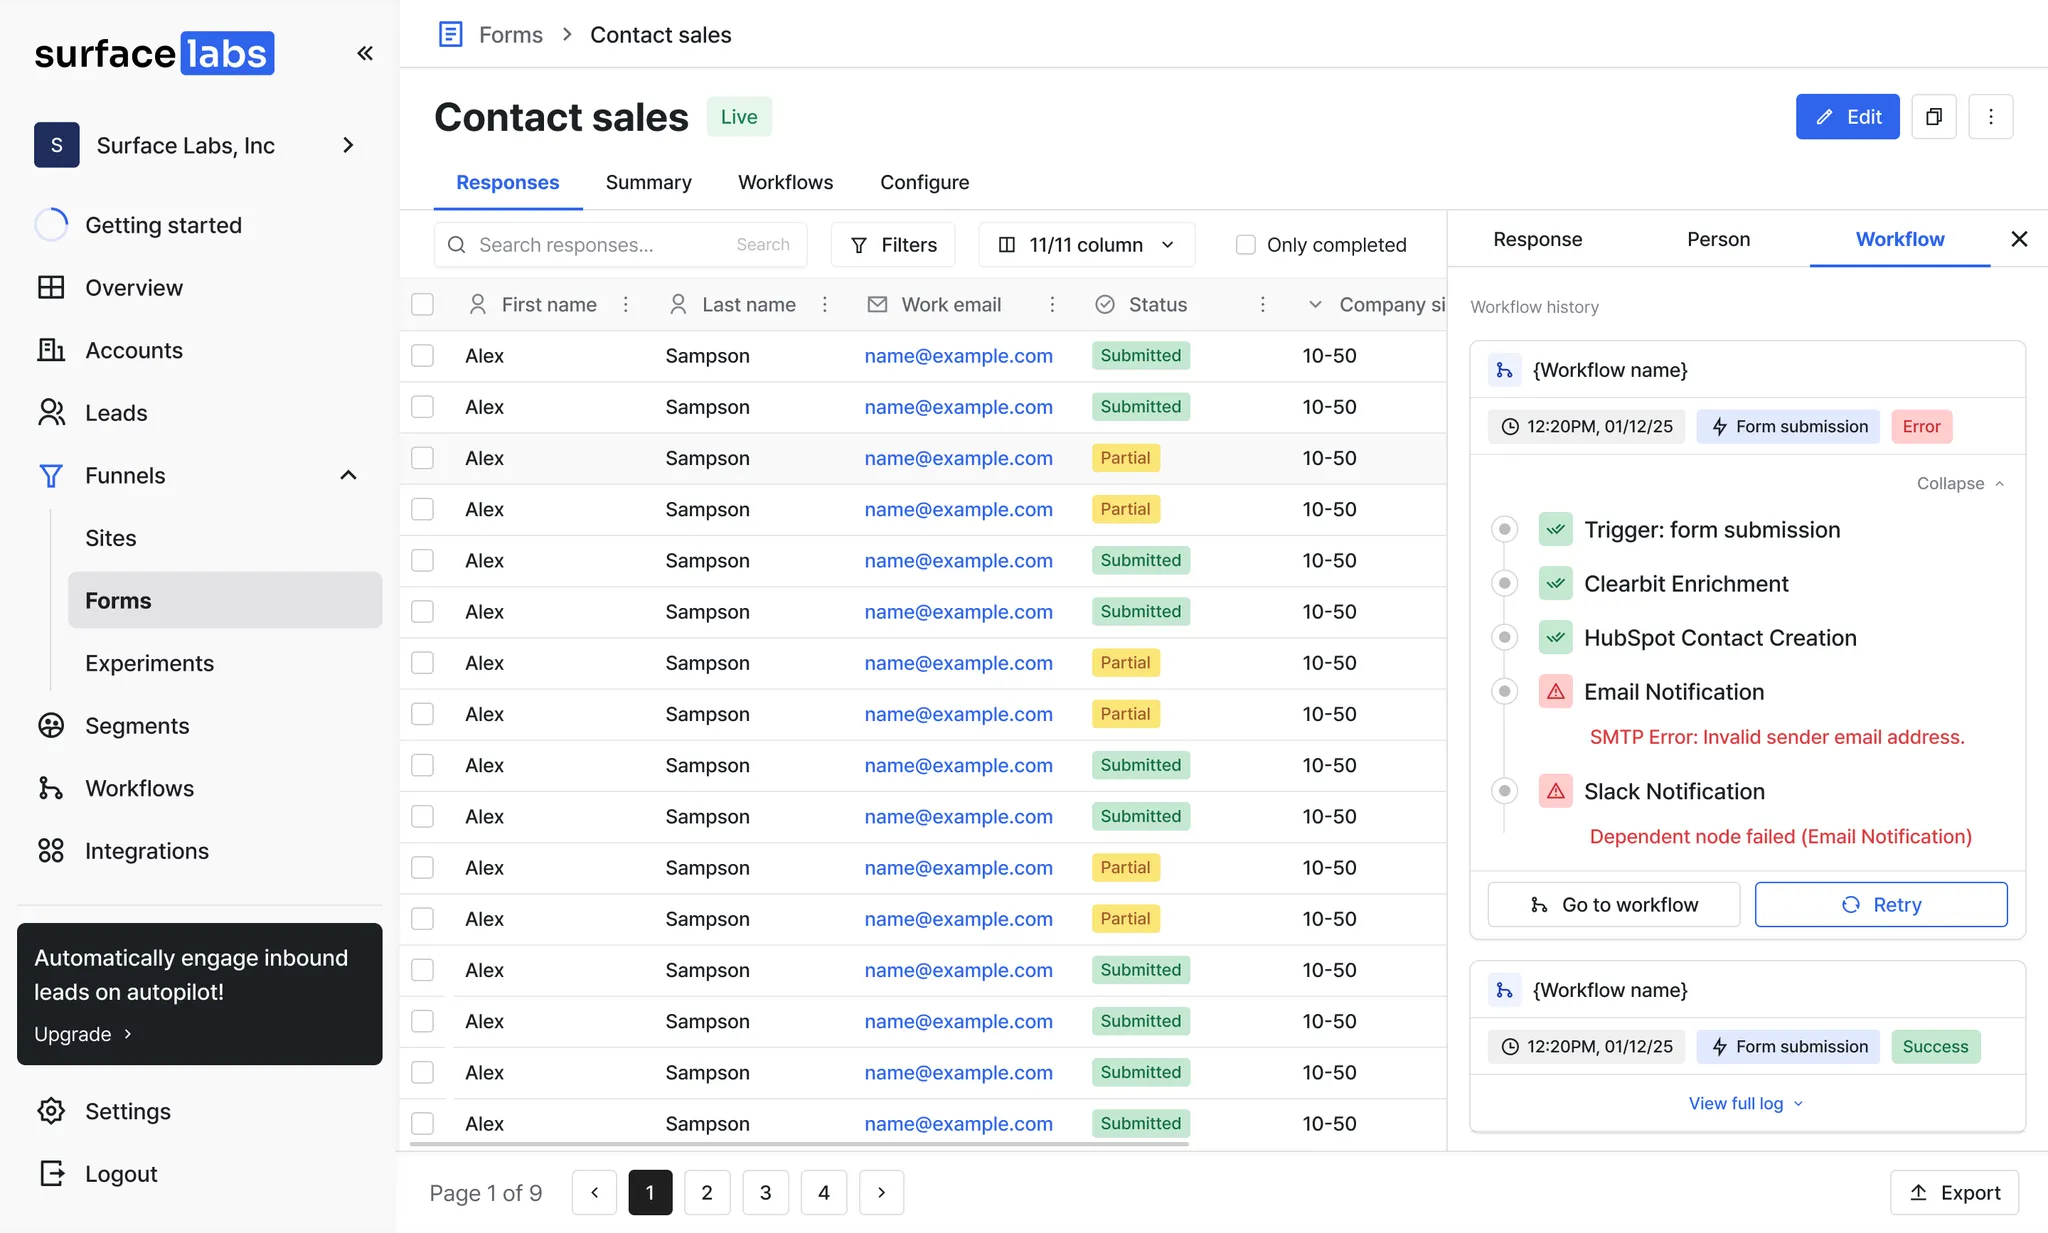 surface labs
S Surface Labs, Inc
Getting started
Overview
Accounts
Leads
Funnels
Sites
Forms
Experiments
Segments
Workflows
Integrations
Automatically engage inbound
leads on autopilot!
Upgrade
Settings
Logout
Forms Contact sales
Contact sales Live
Edit
Responses Summary Workflows Configure
Search responses... Search Filters 11/11 column Only completed
First name Last name Work email Status Company si
Alex Sampson name@example.com Submitted 10-50
Alex Sampson name@example.com Submitted 10-50
Alex Sampson name@example.com Partial 10-50
Alex Sampson name@example.com Partial 10-50
Alex Sampson name@example.com Submitted 10-50
Alex Sampson name@example.com Submitted 10-50
Alex Sampson name@example.com Partial 10-50
Alex Sampson name@example.com Partial 10-50
Alex Sampson name@example.com Submitted 10-50
Alex Sampson name@example.com Submitted 10-50
Alex Sampson name@example.com Partial 10-50
Alex Sampson name@example.com Partial 10-50
Alex Sampson name@example.com Submitted 10-50
Alex Sampson name@example.com Submitted 10-50
Alex Sampson name@example.com Submitted 10-50
Alex Sampson name@example.com Submitted 10-50
Page 1 of 9 1 2 3 4
Response Person Workflow
Workflow history
{Workflow name}
12:20PM, 01/12/25 Form submission Error
Collapse
Trigger: form submission
Clearbit Enrichment
HubSpot Contact Creation
Email Notification
SMTP Error: Invalid sender email address.
Slack Notification
Dependent node failed (Email Notification)
Go to workflow Retry
{Workflow name}
12:20PM, 01/12/25 Form submission Success
View full log
Export